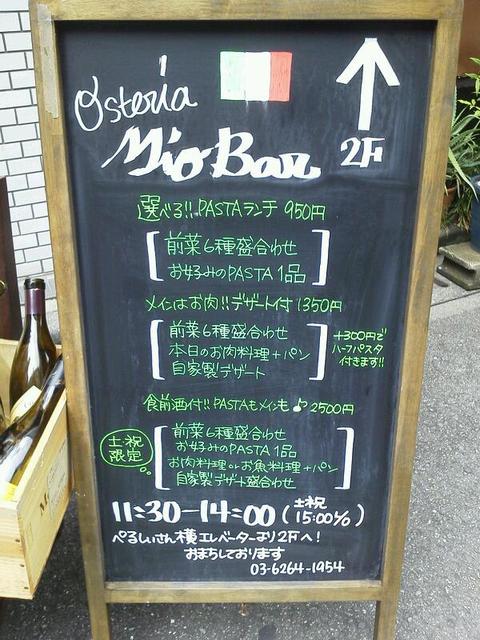 Osteria
Mio Bar
2F
選べる!! PASTAランチ 950円
前菜6種盛合わせ
お好みのPASTA 1品
メインはお肉!! デザート付 1350円
前菜6種盛合わせ
本日のお肉料理+パン
自家製デザート
+300円で
ハーフパスタ
付きます!!
食前酒付!! PASTAもメインも♪ 2500円
土祝
限定
前菜6種盛合わせ
お好みのPASTA 1品
お肉料理orお魚料理+パン
自家製デザート盛合わせ
11:30-14:00 (土祝 15:00%)
ぺるしぃさん横エレベーターより2Fへ!
おまちしております
03-6264-1954